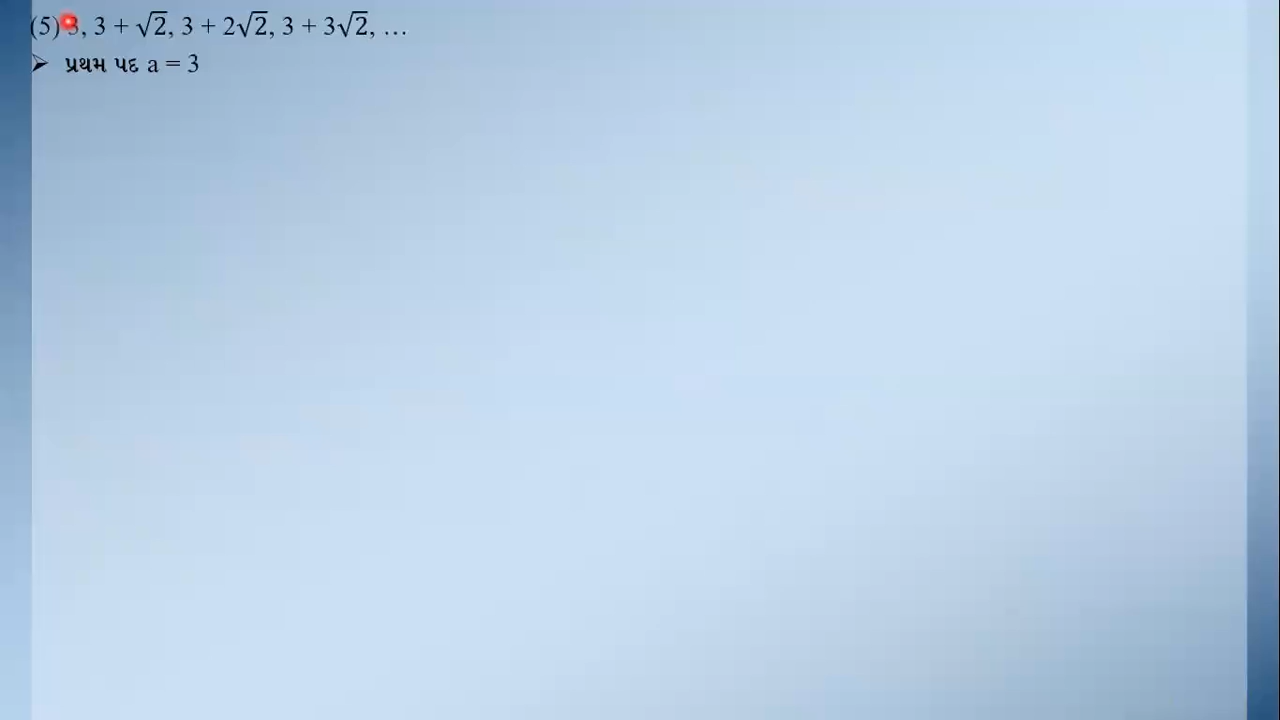 (5) 3, 3 + √2, 3 + 2√2, 3 + 3√2, …
➢ પ્રથમ પદ a = 3